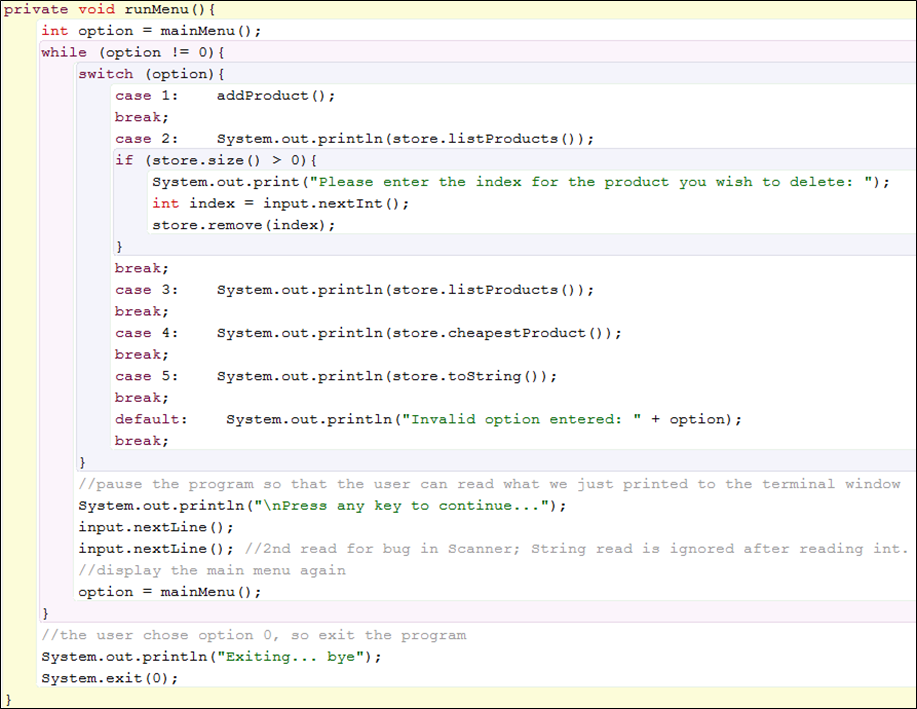 private void runMenu(){
int option = mainMenu();
while (option != 0){
switch (option){
case 1:    addProduct();
break;
case 2:    System.out.println(store.listProducts());
if (store.size() > 0){
System.out.print("Please enter the index for the product you wish to delete: ");
int index = input.nextInt();
store.remove(index);
}
break;
case 3:    System.out.println(store.listProducts());
break;
case 4:    System.out.println(store.cheapestProduct());
break;
case 5:    System.out.println(store.toString());
break;
default:    System.out.println("Invalid option entered: " + option);
break;
}
//pause the program so that the user can read what we just printed to the terminal window
System.out.println("\nPress any key to continue...");
input.nextLine();
input.nextLine(); //2nd read for bug in Scanner; String read is ignored after reading int.
//display the main menu again
option = mainMenu();
}
//the user chose option 0, so exit the program
System.out.println("Exiting... bye");
System.exit(0);
}